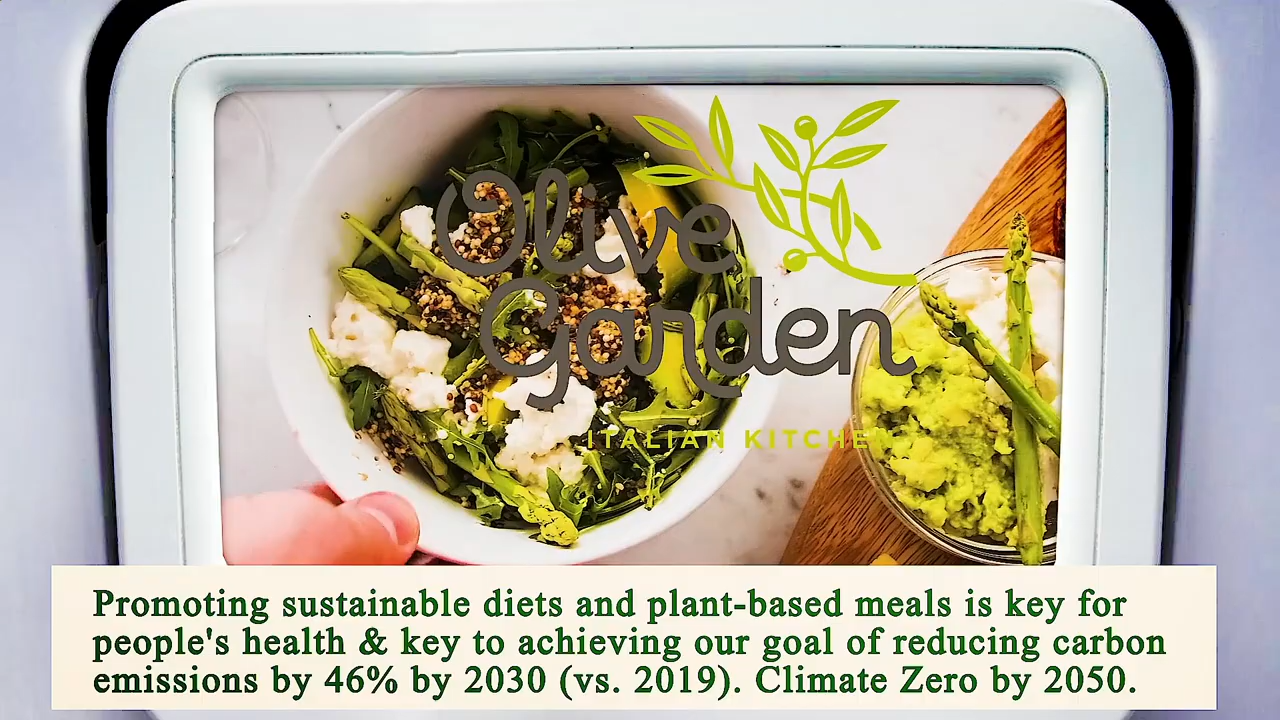 Olive
Garden
ITALIAN KITCHEN
Promoting sustainable diets and plant-based meals is key for
people's health & key to achieving our goal of reducing carbon
emissions by 46% by 2030 (vs. 2019). Climate Zero by 2050.